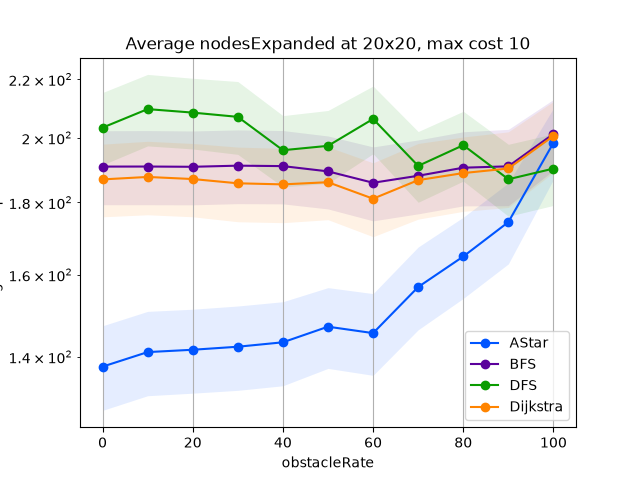 Average nodesExpanded at 20x20, max cost 10
2.2 × 10²
2 × 10²
1.8 × 10²
1.6 × 10²
1.4 × 10²
0 20 40 60 80 100
obstacleRate
AStar
BFS
DFS
Dijkstra